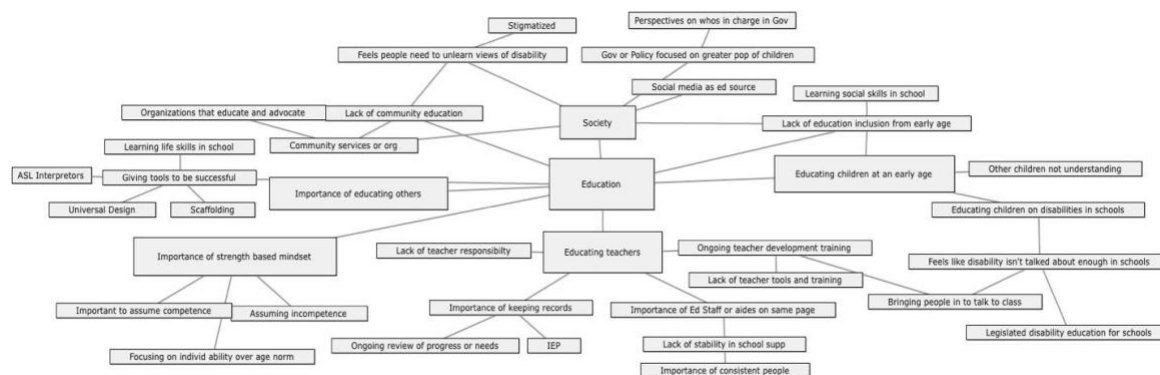 Stigmatized
Perspectives on whos in charge in Gov
Feels people need to unlearn views of disability
Gov or Policy focused on greater pop of children
Social media as ed source
Learning social skills in school
Organizations that educate and advocate
Lack of community education
Society
Lack of education inclusion from early age
Learning life skills in school
Community services or org
ASL Interpretors
Giving tools to be successful
Importance of educating others
Education
Educating children at an early age
Other children not understanding
Universal Design
Scaffolding
Educating children on disabilities in schools
Importance of strength based mindset
Lack of teacher responsibilty
Educating teachers
Ongoing teacher development training
Feels like disability isn't talked about enough in schools
Lack of teacher tools and training
Important to assume competence
Assuming incompetence
Importance of keeping records
Importance of Ed Staff or aides on same page
Bringing people in to talk to class
Legislated disability education for schools
Focusing on individ ability over age norm
Ongoing review of progress or needs
IEP
Lack of stability in school supp
Importance of consistent people